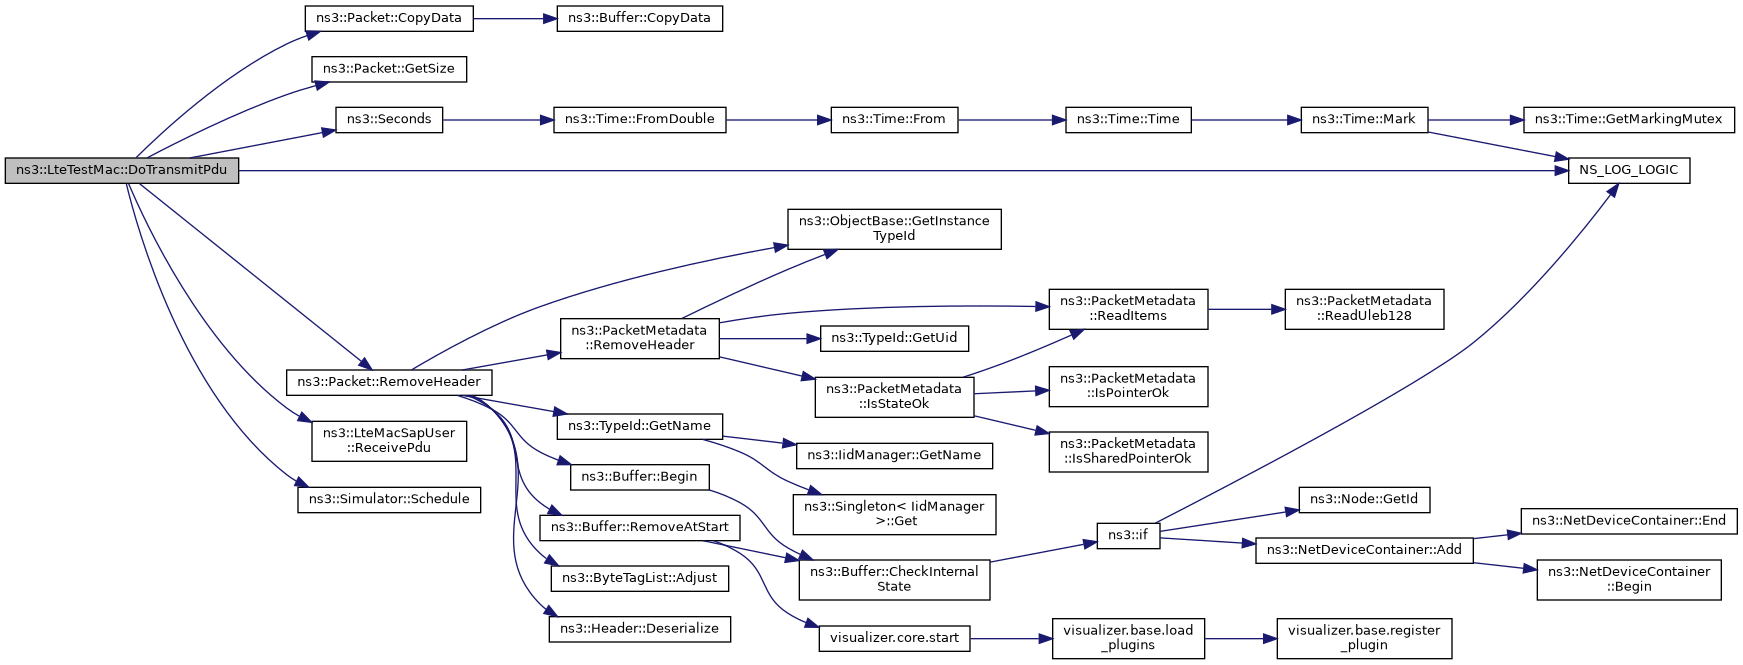 ns3::Packet::CopyData
ns3::Buffer::CopyData
ns3::Packet::GetSize
ns3::Seconds
ns3::Time::FromDouble
ns3::Time::From
ns3::Time::Time
ns3::Time::Mark
ns3::Time::GetMarkingMutex
ns3::LteTestMac::DoTransmitPdu
NS_LOG_LOGIC
ns3::ObjectBase::GetInstance
TypeId
ns3::PacketMetadata
::RemoveHeader
ns3::PacketMetadata
::ReadItems
ns3::PacketMetadata
::ReadUleb128
ns3::TypeId::GetUid
ns3::Packet::RemoveHeader
ns3::PacketMetadata
::IsStateOk
ns3::PacketMetadata
::IsPointerOk
ns3::LteMacSapUser
::ReceivePdu
ns3::TypeId::GetName
ns3::IidManager::GetName
ns3::PacketMetadata
::IsSharedPointerOk
ns3::Simulator::Schedule
ns3::Buffer::Begin
ns3::Singleton< IidManager
>::Get
ns3::Node::GetId
ns3::Buffer::RemoveAtStart
ns3::if
ns3::NetDeviceContainer::End
ns3::NetDeviceContainer::Add
ns3::ByteTagList::Adjust
ns3::Buffer::CheckInternal
State
ns3::NetDeviceContainer
::Begin
ns3::Header::Deserialize
visualizer.core.start
visualizer.base.load
_plugins
visualizer.base.register
_plugin